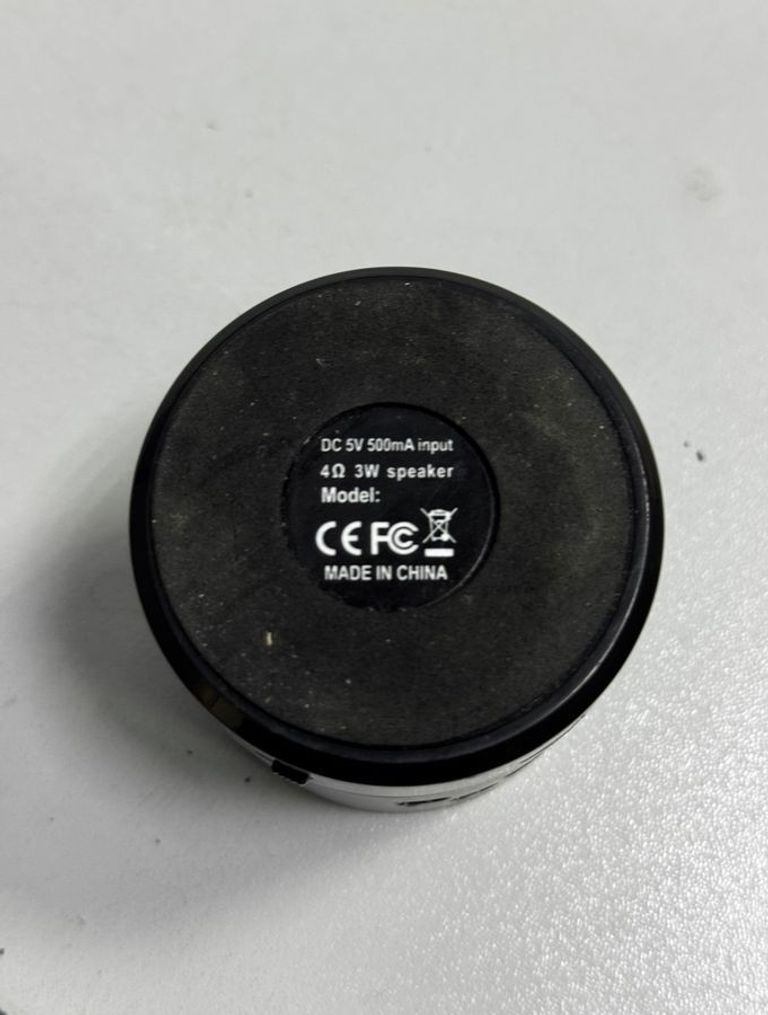 DC 5V 500mA input
4Ω 3W speaker
Model:
CE FC
MADE IN CHINA